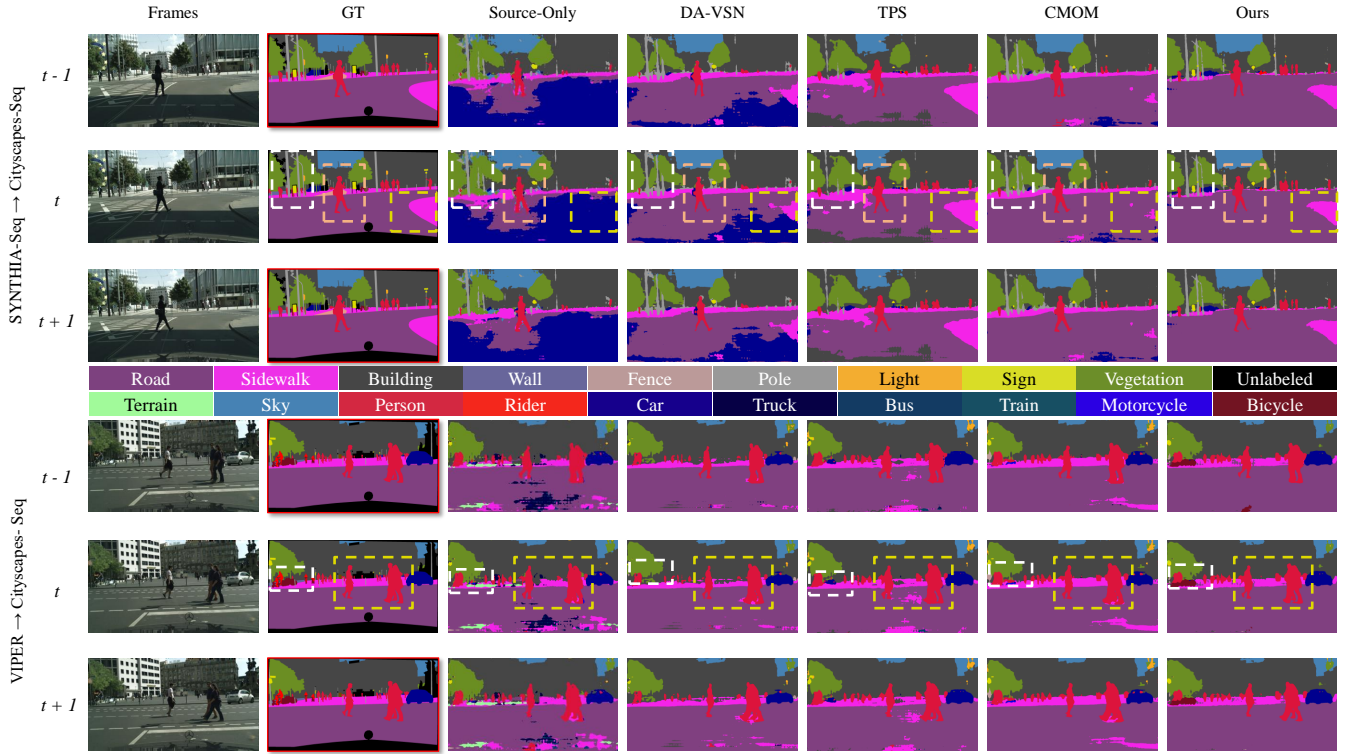 Frames GT Source-Only DA-VSN TPS CMOM Ours
SYNTHIA-Seq → Cityscapes-Seq
t - 1
t
t + 1
Road Sidewalk Building Wall Fence Pole Light Sign Vegetation Unlabeled
Terrain Sky Person Rider Car Truck Bus Train Motorcycle Bicycle
VIPER → Cityscapes- Seq
t - 1
t
t + 1